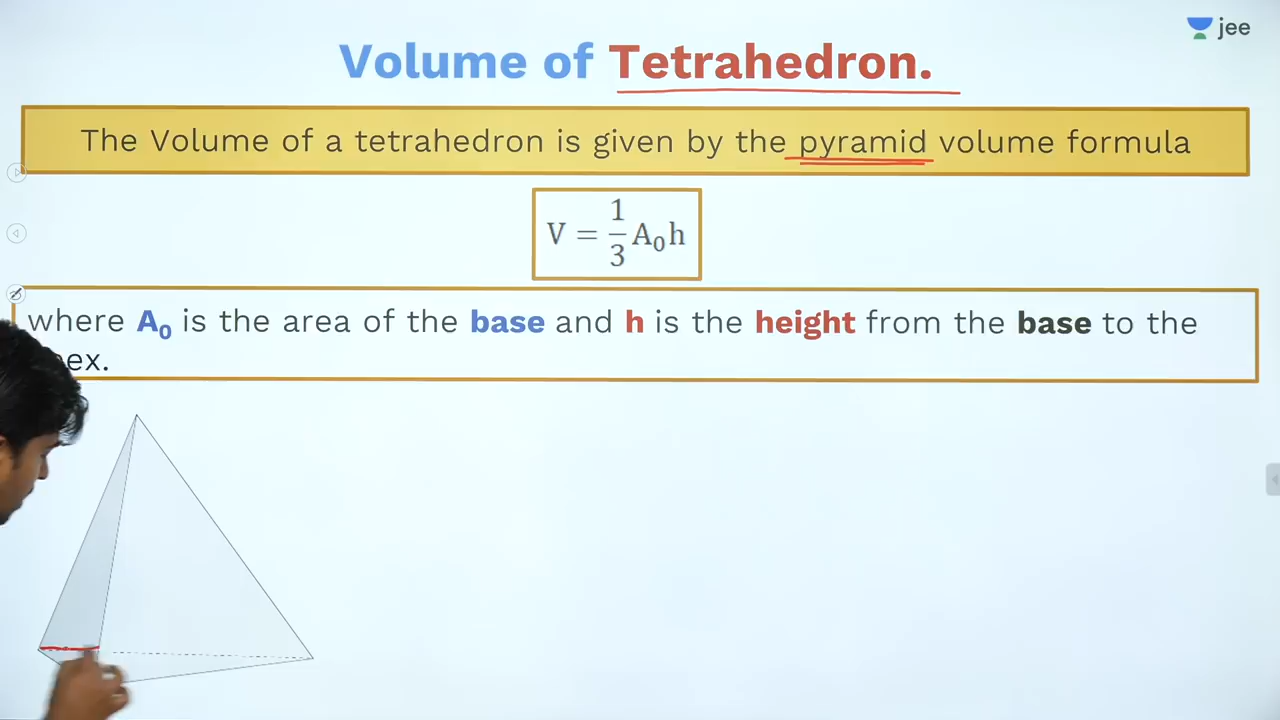 jee
Volume of Tetrahedron.
The Volume of a tetrahedron is given by the pyramid volume formula
V = 1/3 A₀h
where A₀ is the area of the base and h is the height from the base to the
ex.